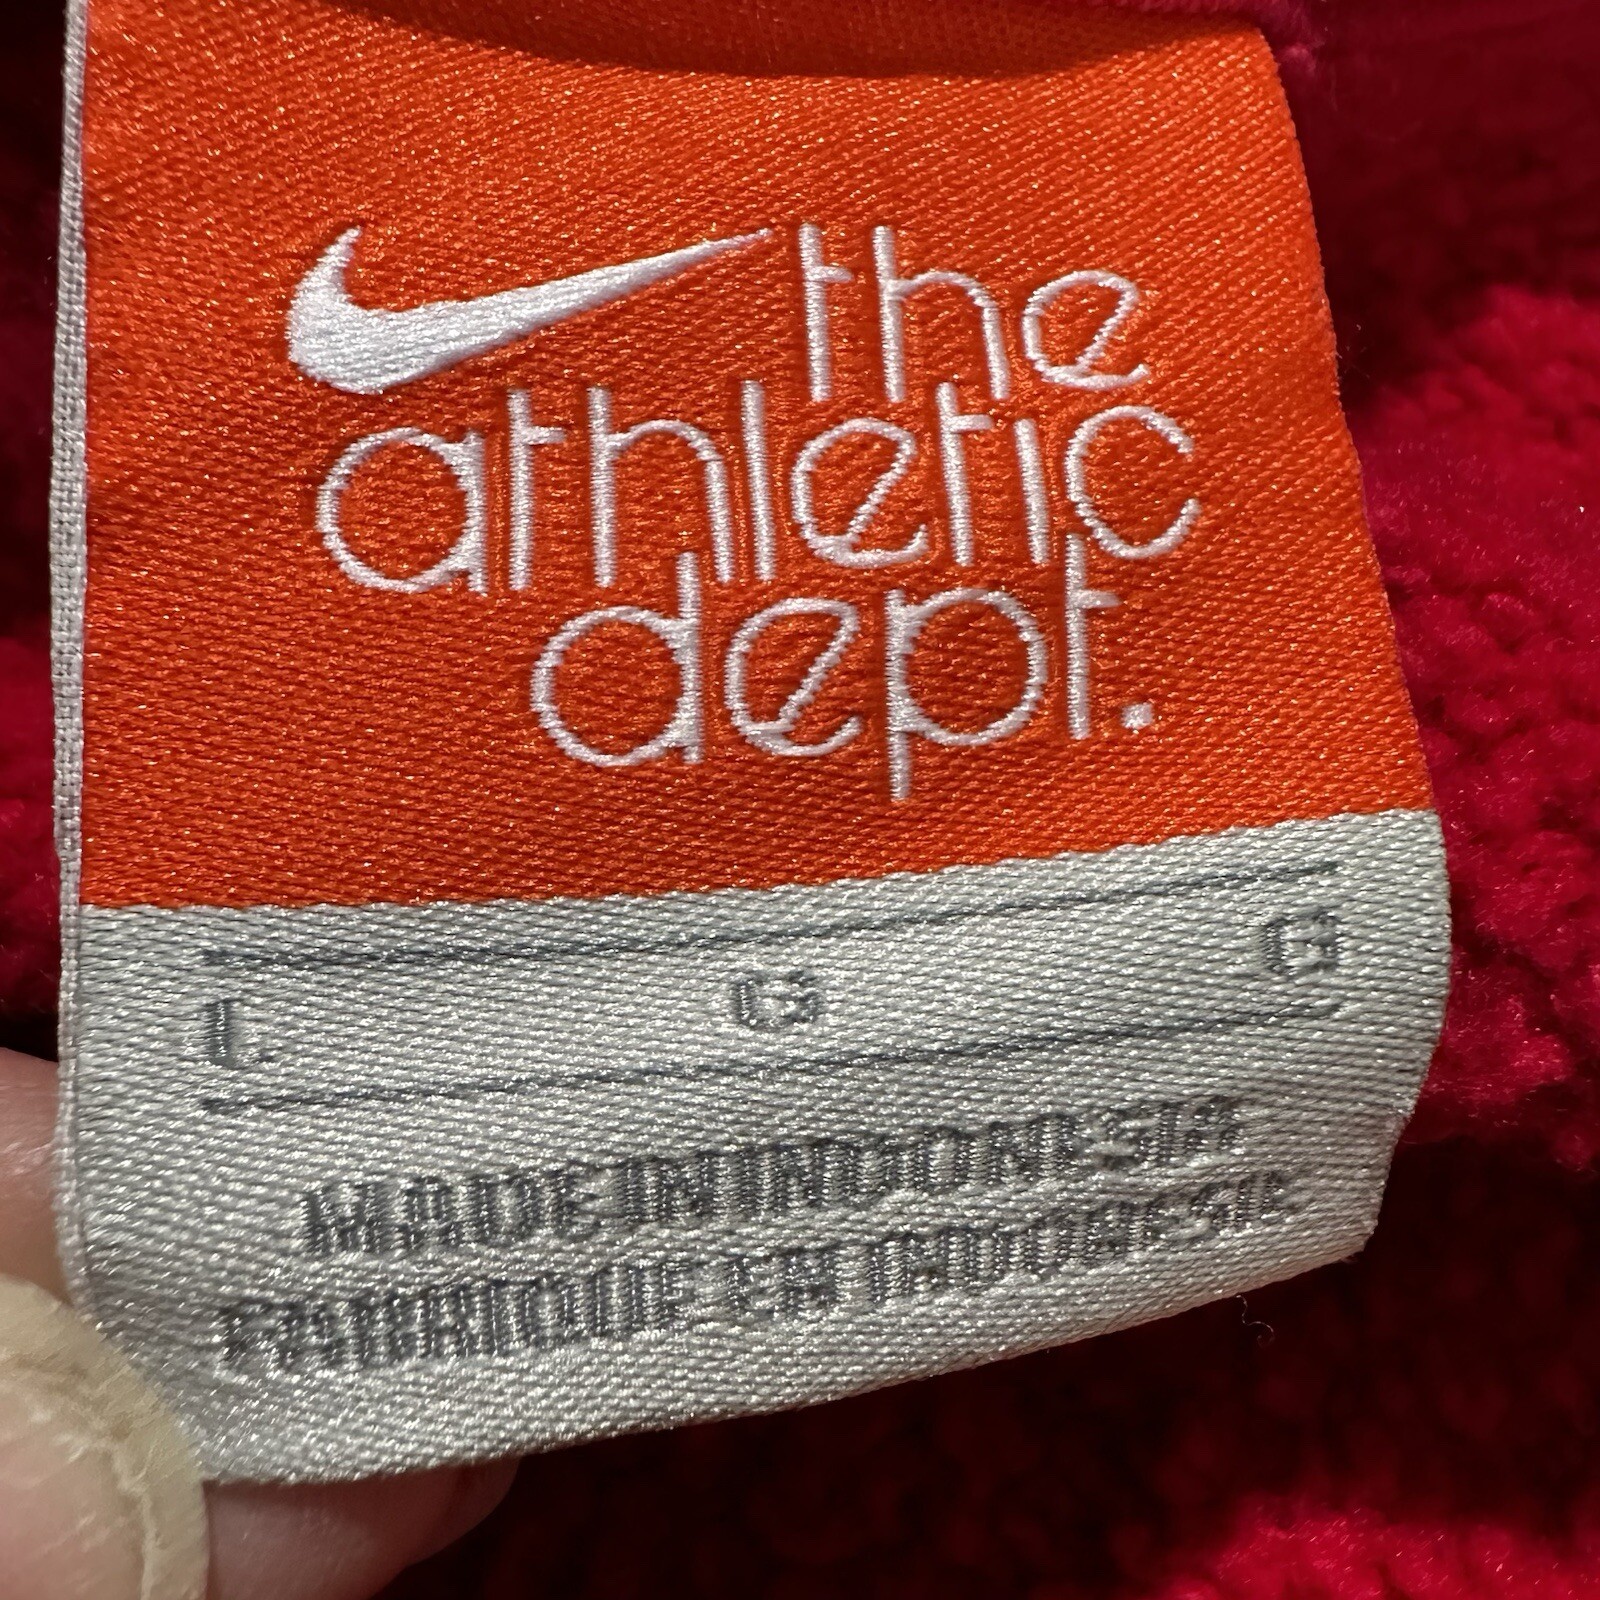 the
athletic
dept.
L G G
MADE IN INDONESIA
FABRIQUE EN INDONESIE